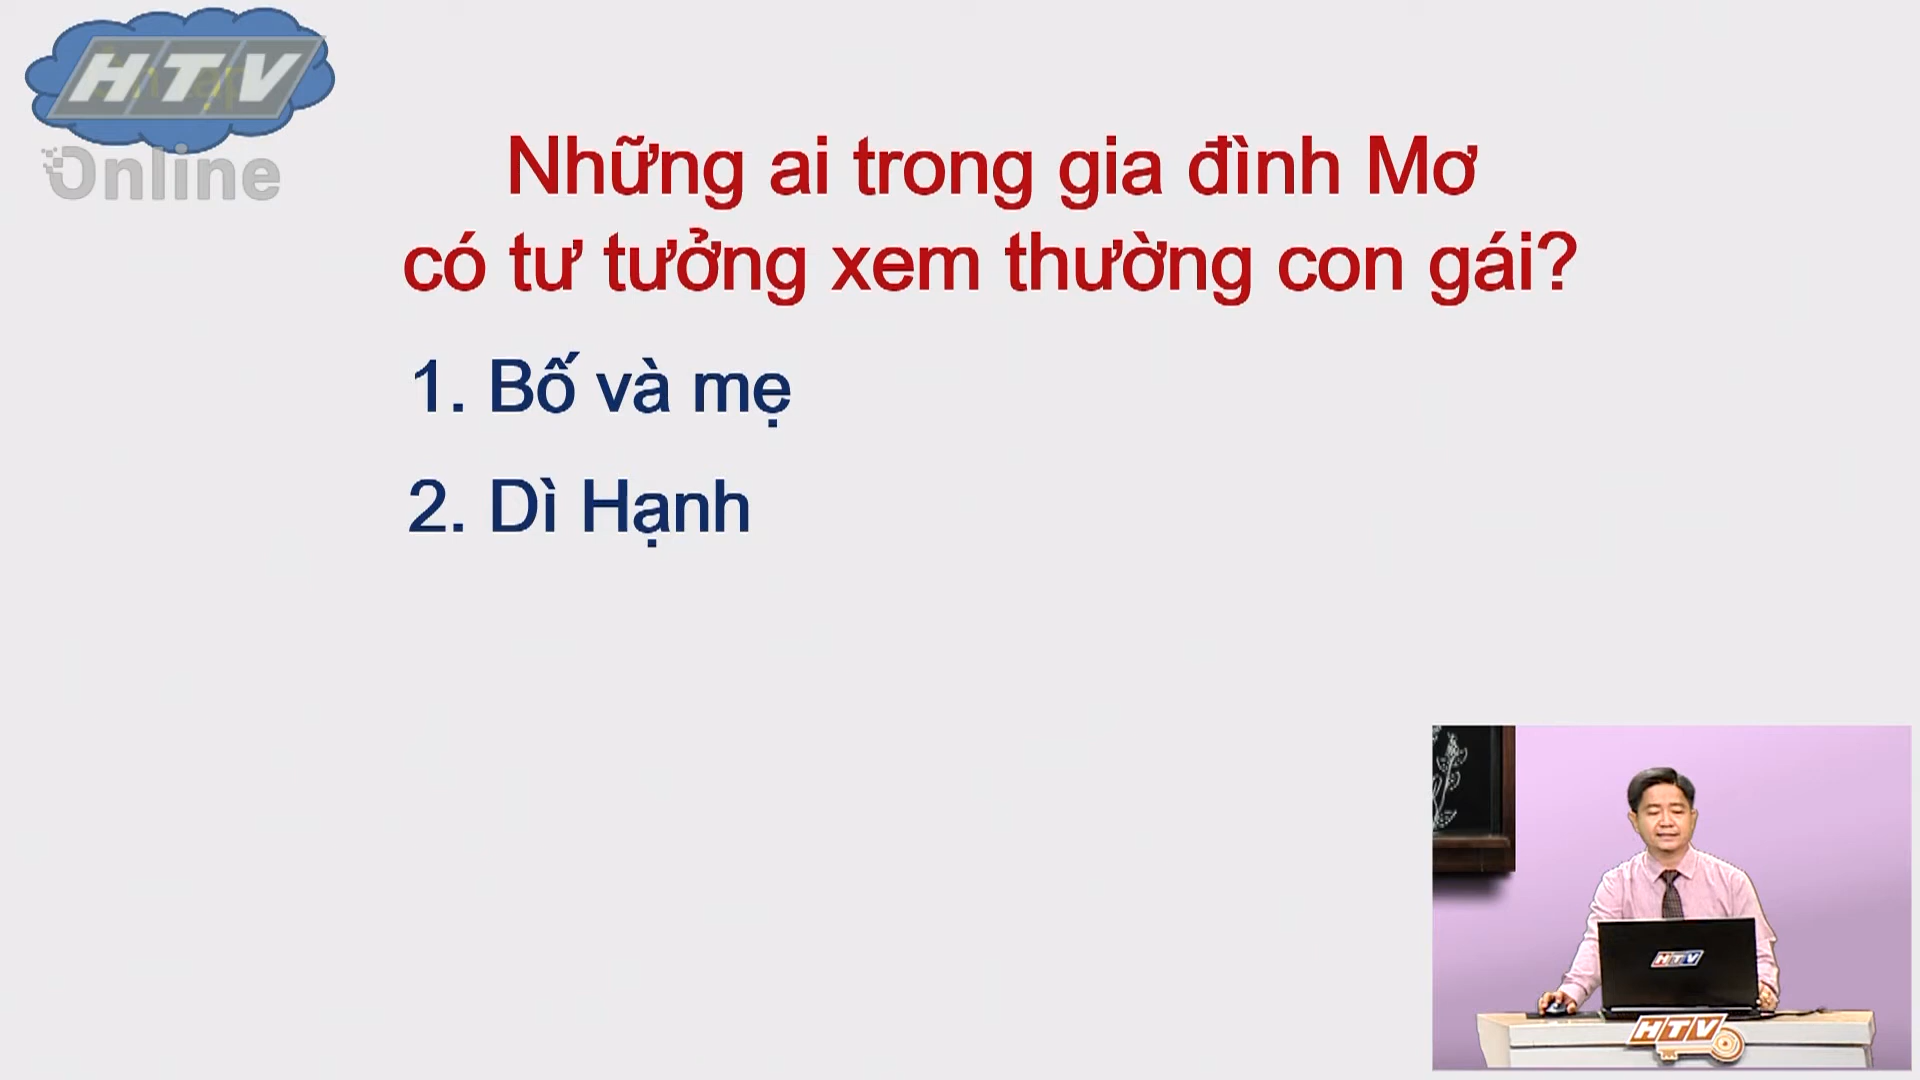 HTV
Online
Những ai trong gia đình Mơ
có tư tưởng xem thường con gái?
1. Bố và mẹ
2. Dì Hạnh
HTV
HTV